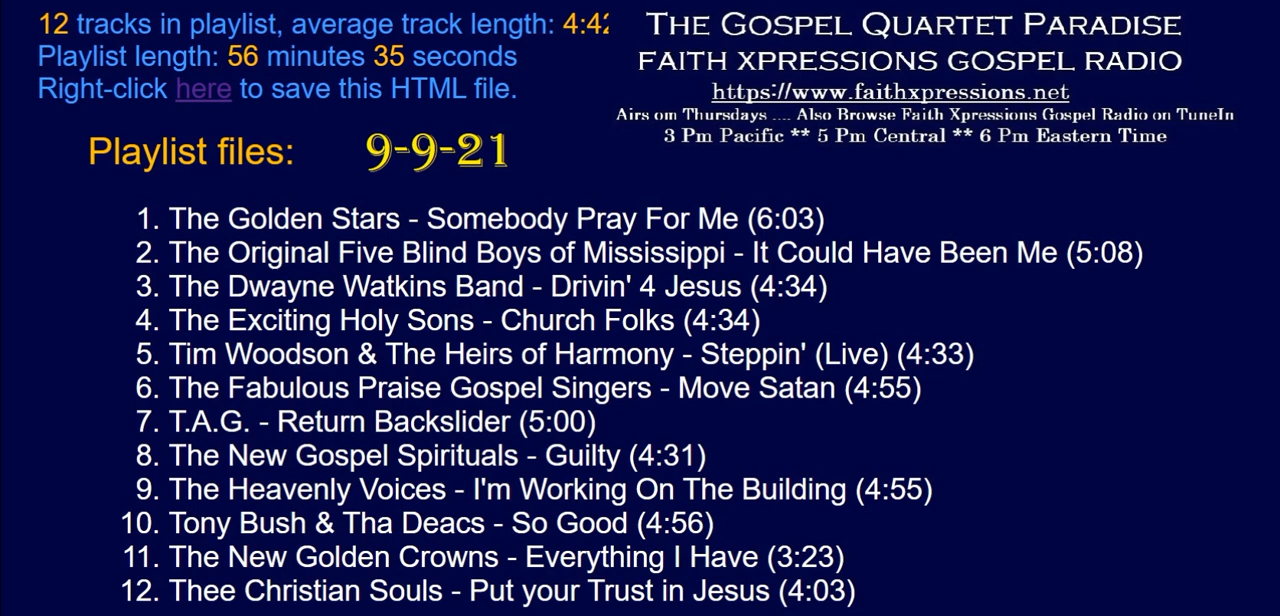 12 tracks in playlist, average track length: 4:42
Playlist length: 56 minutes 35 seconds
Right-click here to save this HTML file.
The Gospel Quartet Paradise
FAITH XPRESSIONS GOSPEL RADIO
https://www.faithxpressions.net
Airs om Thursdays .... Also Browse Faith Xpressions Gospel Radio on TuneIn
3 Pm Pacific ** 5 Pm Central ** 6 Pm Eastern Time
Playlist files: 9-9-21
1. The Golden Stars - Somebody Pray For Me (6:03)
2. The Original Five Blind Boys of Mississippi - It Could Have Been Me (5:08)
3. The Dwayne Watkins Band - Drivin' 4 Jesus (4:34)
4. The Exciting Holy Sons - Church Folks (4:34)
5. Tim Woodson & The Heirs of Harmony - Steppin' (Live) (4:33)
6. The Fabulous Praise Gospel Singers - Move Satan (4:55)
7. T.A.G. - Return Backslider (5:00)
8. The New Gospel Spirituals - Guilty (4:31)
9. The Heavenly Voices - I'm Working On The Building (4:55)
10. Tony Bush & Tha Deacs - So Good (4:56)
11. The New Golden Crowns - Everything I Have (3:23)
12. Thee Christian Souls - Put your Trust in Jesus (4:03)